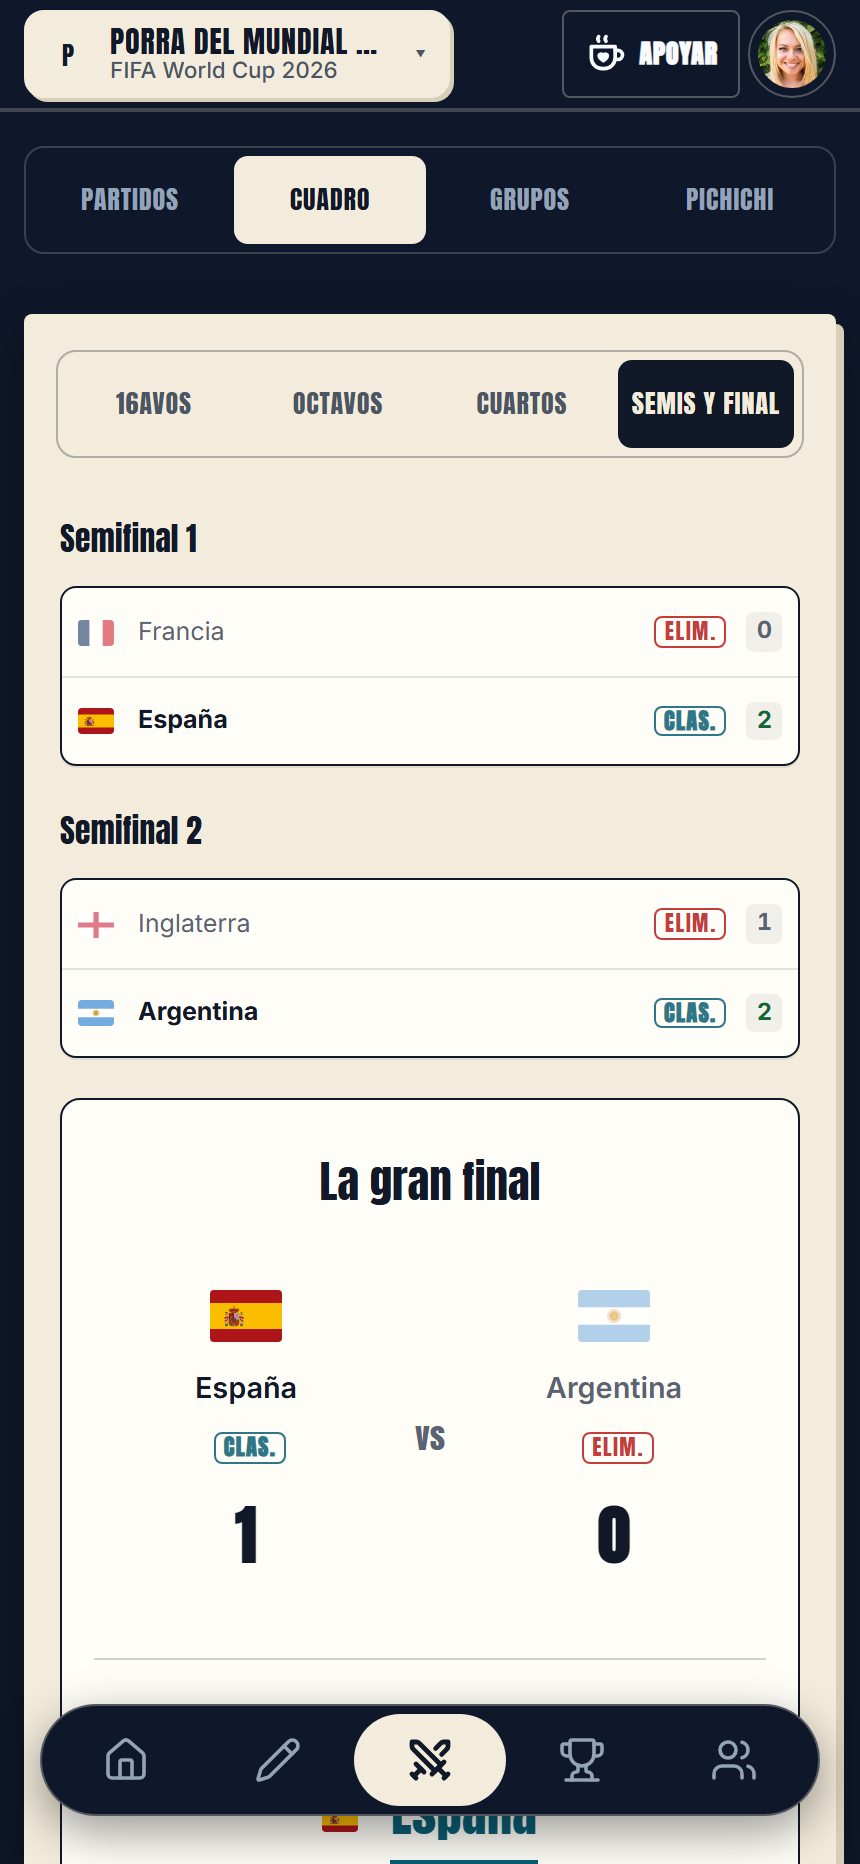 P
PORRA DEL MUNDIAL ...
FIFA World Cup 2026
APOYAR
PARTIDOS
CUADRO
GRUPOS
PICHICHI
16AVOS
OCTAVOS
CUARTOS
SEMIS Y FINAL
Semifinal 1
Francia
ELIM.
0
España
CLAS.
2
Semifinal 2
Inglaterra
ELIM.
1
Argentina
CLAS.
2
La gran final
España
CLAS.
1
VS
Argentina
ELIM.
0
España